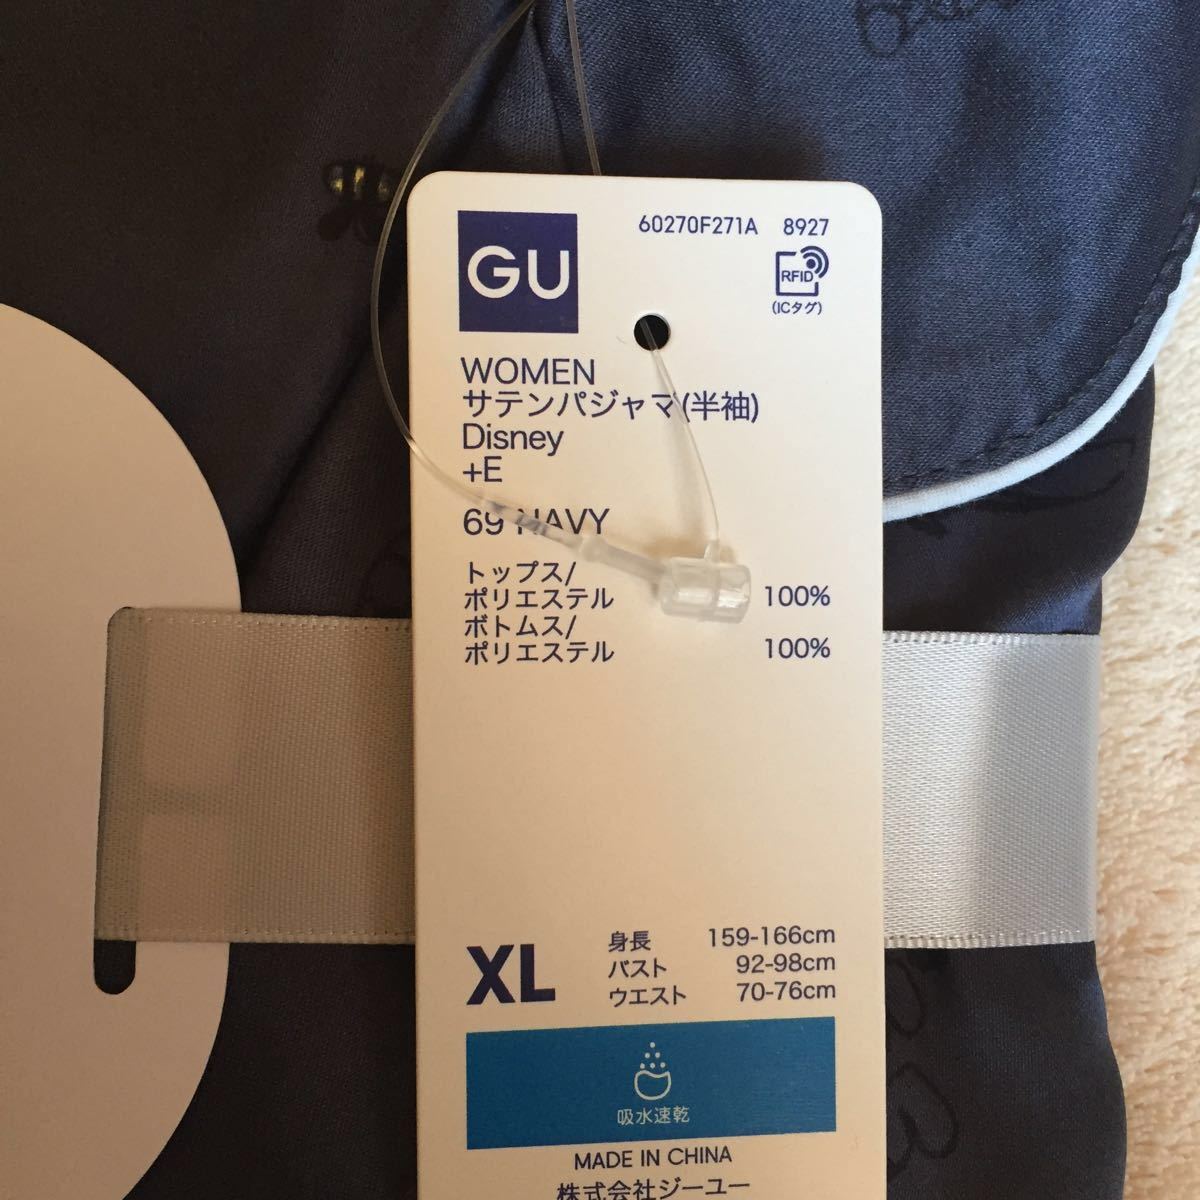 GU
60270F271A 8927
RFID
(ICタグ)
WOMEN
サテンパジャマ(半袖)
Disney
+E
69 NAVY
トップス/
ポリエステル 100%
ボトムス/
ポリエステル 100%
XL
身長 159-166cm
バスト 92-98cm
ウエスト 70-76cm
吸水速乾
MADE IN CHINA
株式会社ジーユー